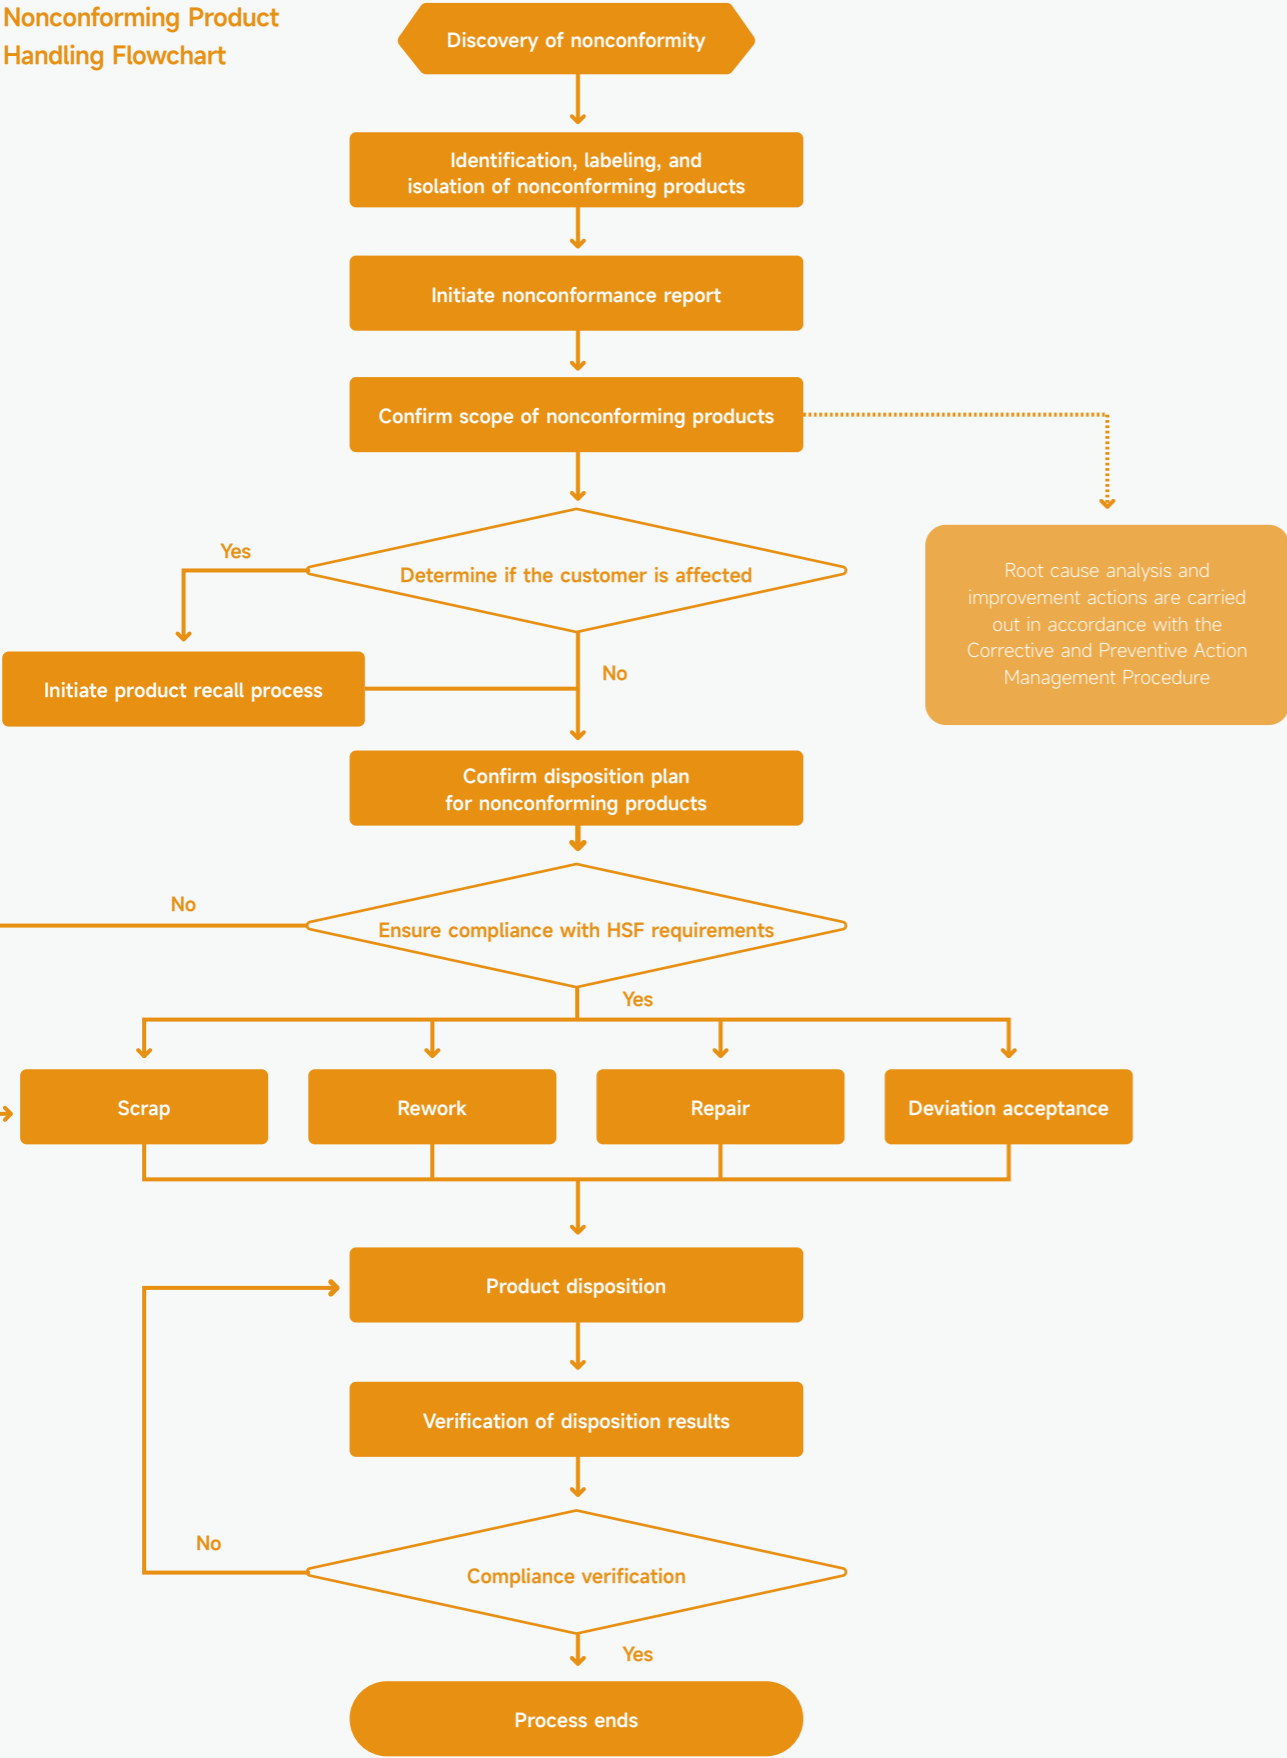 Nonconforming Product
Handling Flowchart
Discovery of nonconformity
Identification, labeling, and
isolation of nonconforming products
Initiate nonconformance report
Confirm scope of nonconforming products
Yes
Determine if the customer is affected
Root cause analysis and
improvement actions are carried
out in accordance with the
Corrective and Preventive Action
Management Procedure
No
Initiate product recall process
Confirm disposition plan
for nonconforming products
No
Ensure compliance with HSF requirements
Yes
Scrap
Rework
Repair
Deviation acceptance
Product disposition
Verification of disposition results
No
Compliance verification
Yes
Process ends